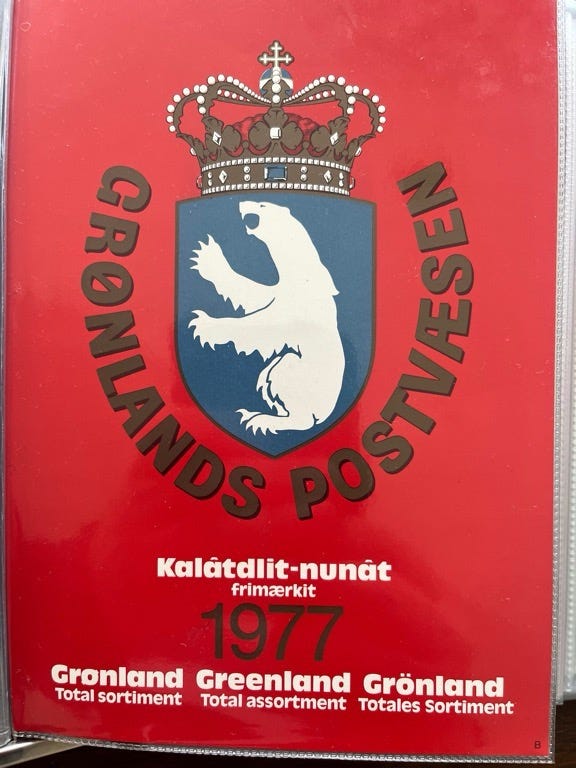 GRØNLANDS POSTVÆSEN
Kalâtdlit-nunât
frimærkit
1977
Grønland Greenland Grönland
Total sortiment Total assortment Totales Sortiment
B